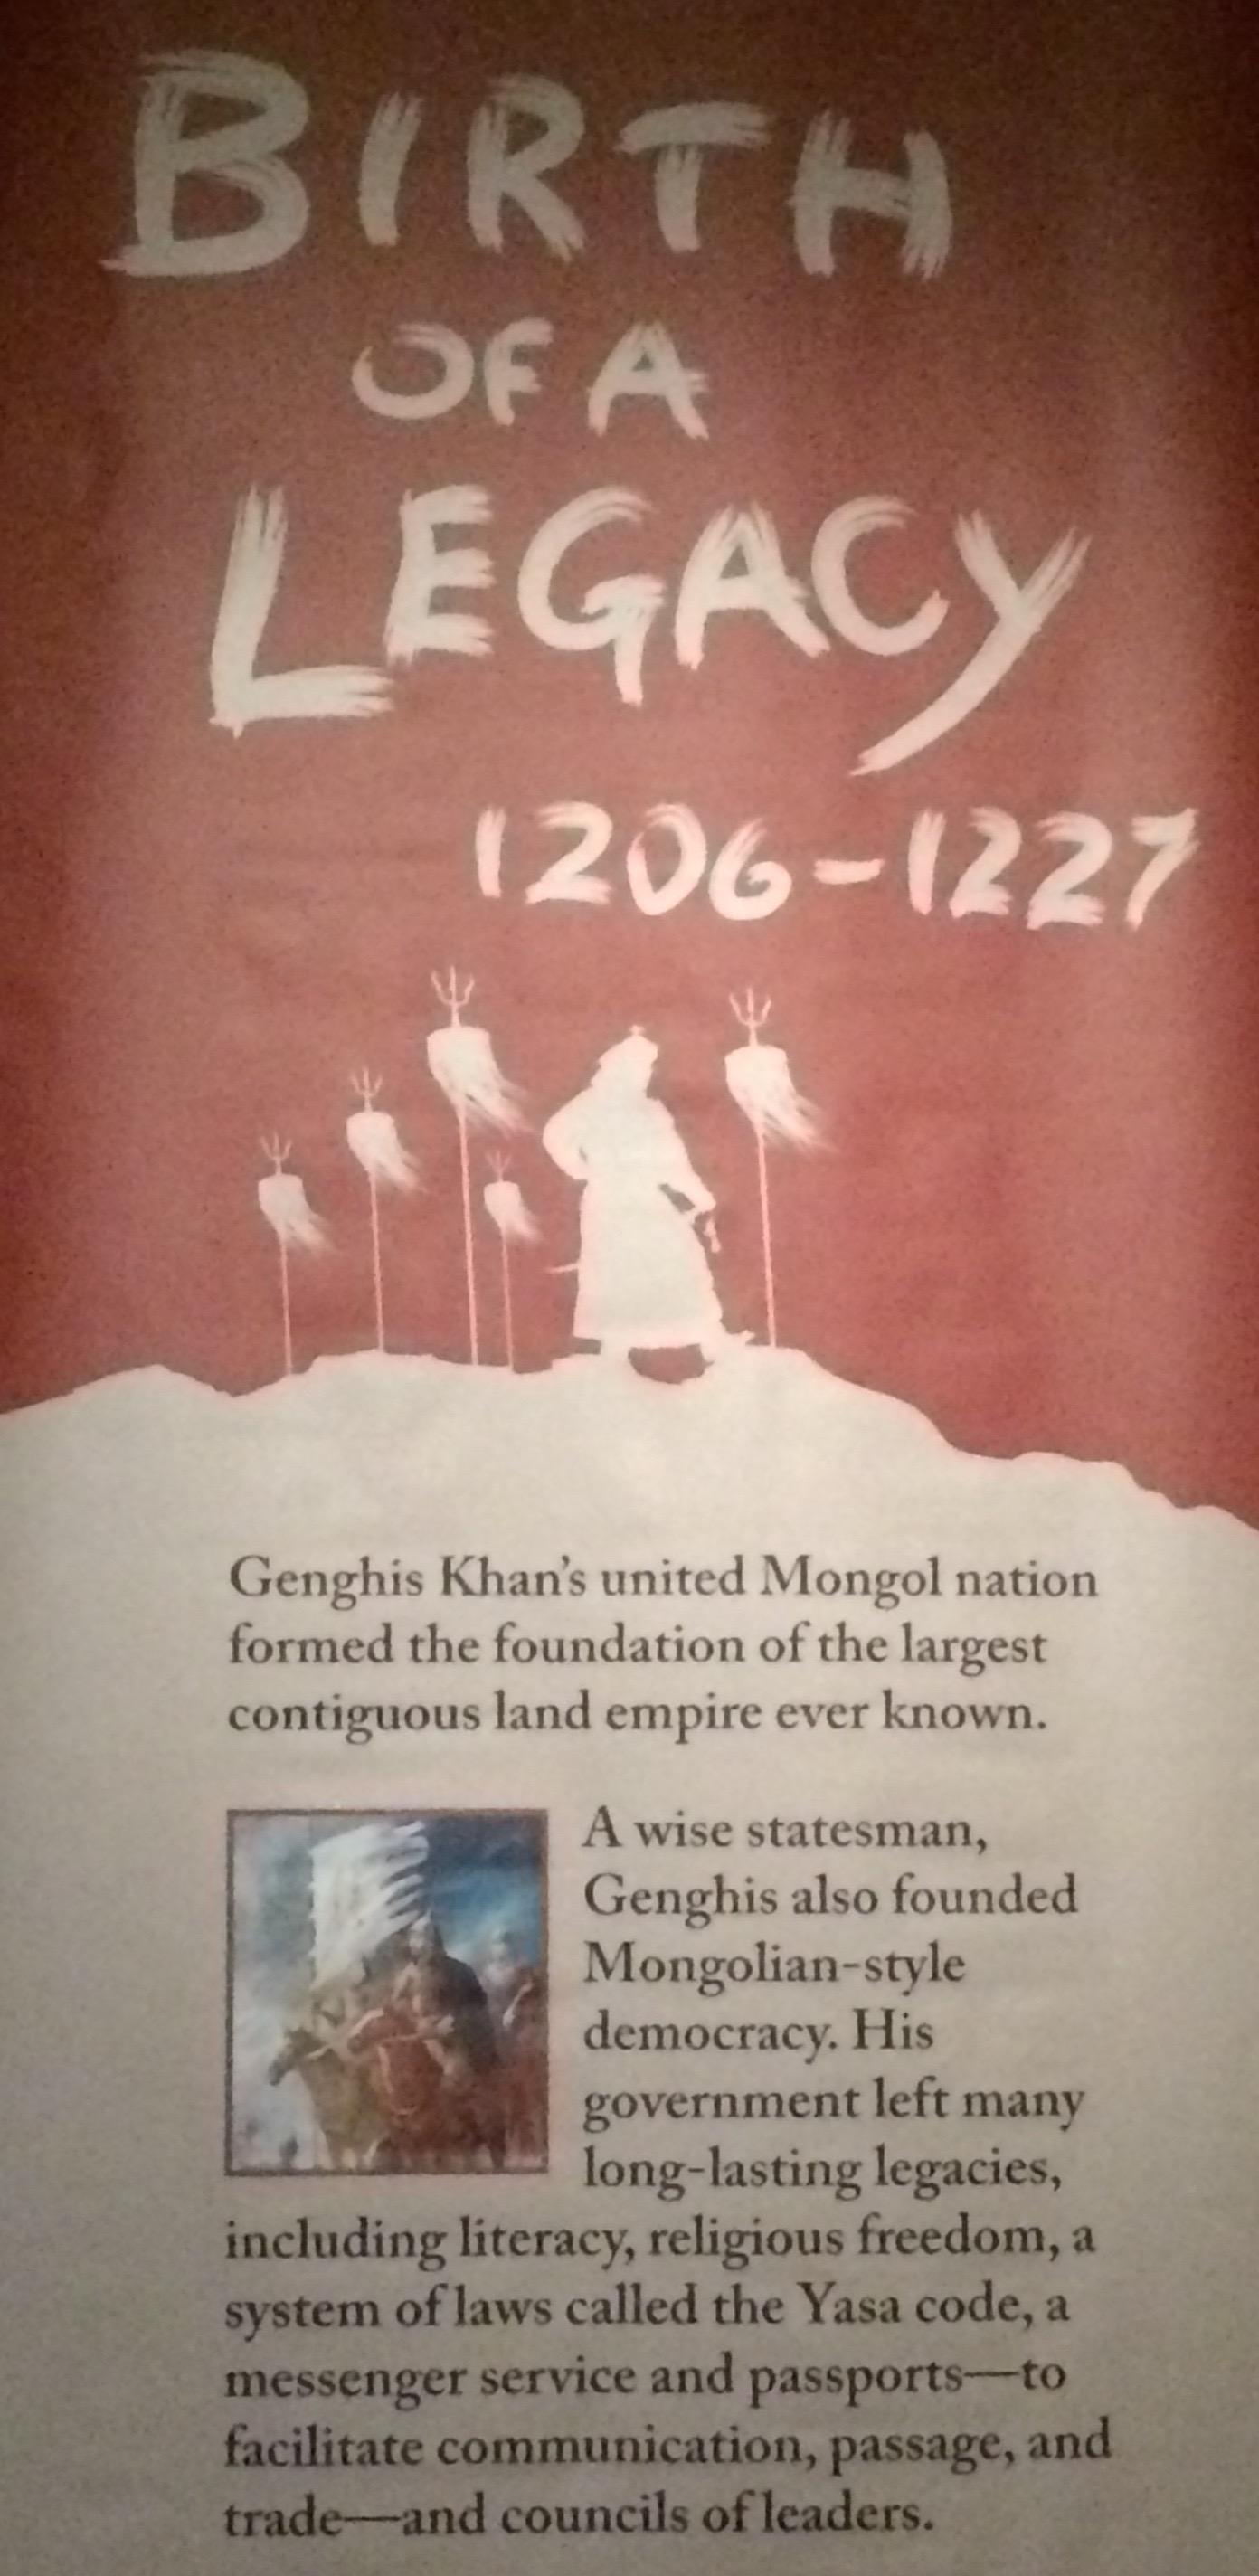 BIRTH
OF A
LEGACY
1206-1227
Genghis Khan's united Mongol nation
formed the foundation of the largest
contiguous land empire ever known.
A wise statesman,
Genghis also founded
Mongolian-style
democracy. His
government left many
long-lasting legacies,
including literacy, religious freedom, a
system of laws called the Yasa code, a
messenger service and passports—to
facilitate communication, passage, and
trade—and councils of leaders.